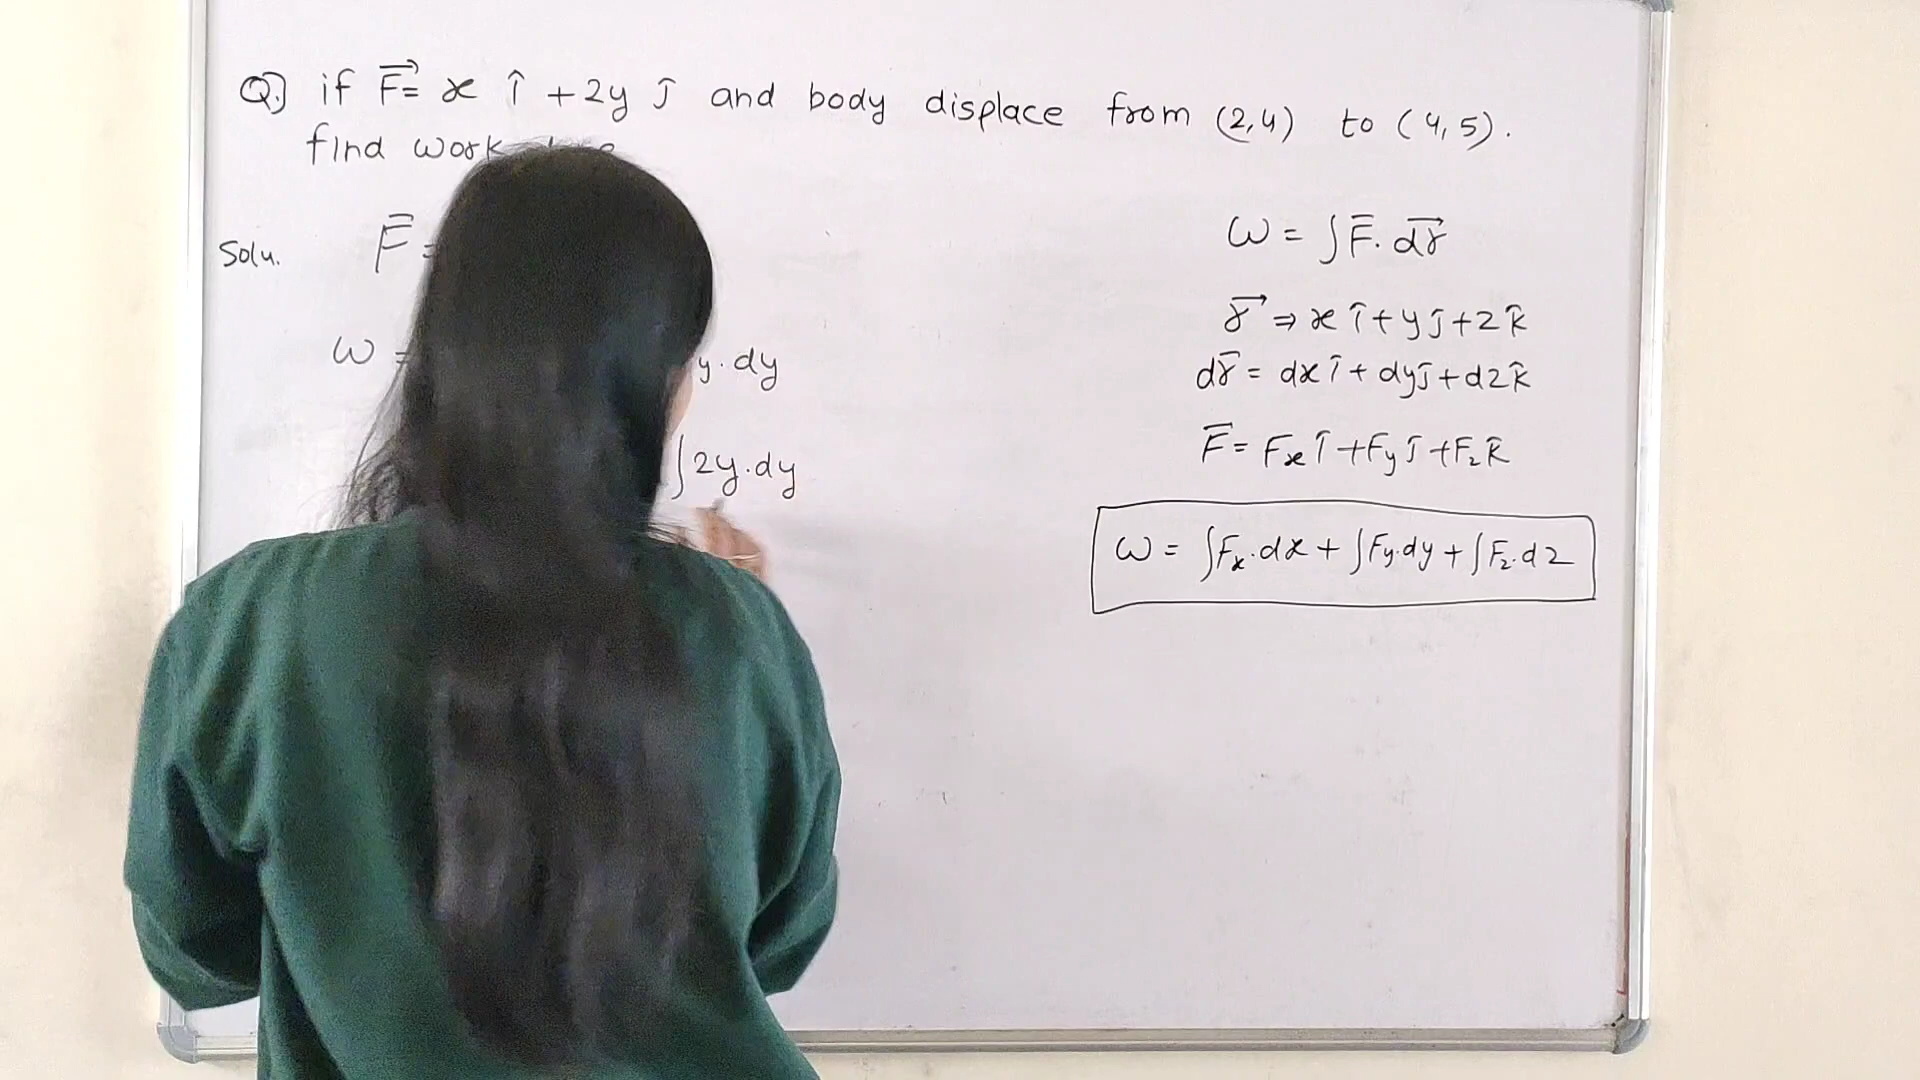 Q.) if F⃗= x î + 2y ĵ and body displace from (2,4) to (4,5).
find work
Solu. F̄ =
W =
y.dy
∫2y.dy
W = ∫F̄.dr⃗
r⃗ ⇒ x î + y ĵ + z k̂
dr̄ = dx î + dy ĵ + dz k̂
F̄ = Fx î + Fy ĵ + Fz k̂
W = ∫Fx.dx + ∫Fy.dy + ∫Fz.dz